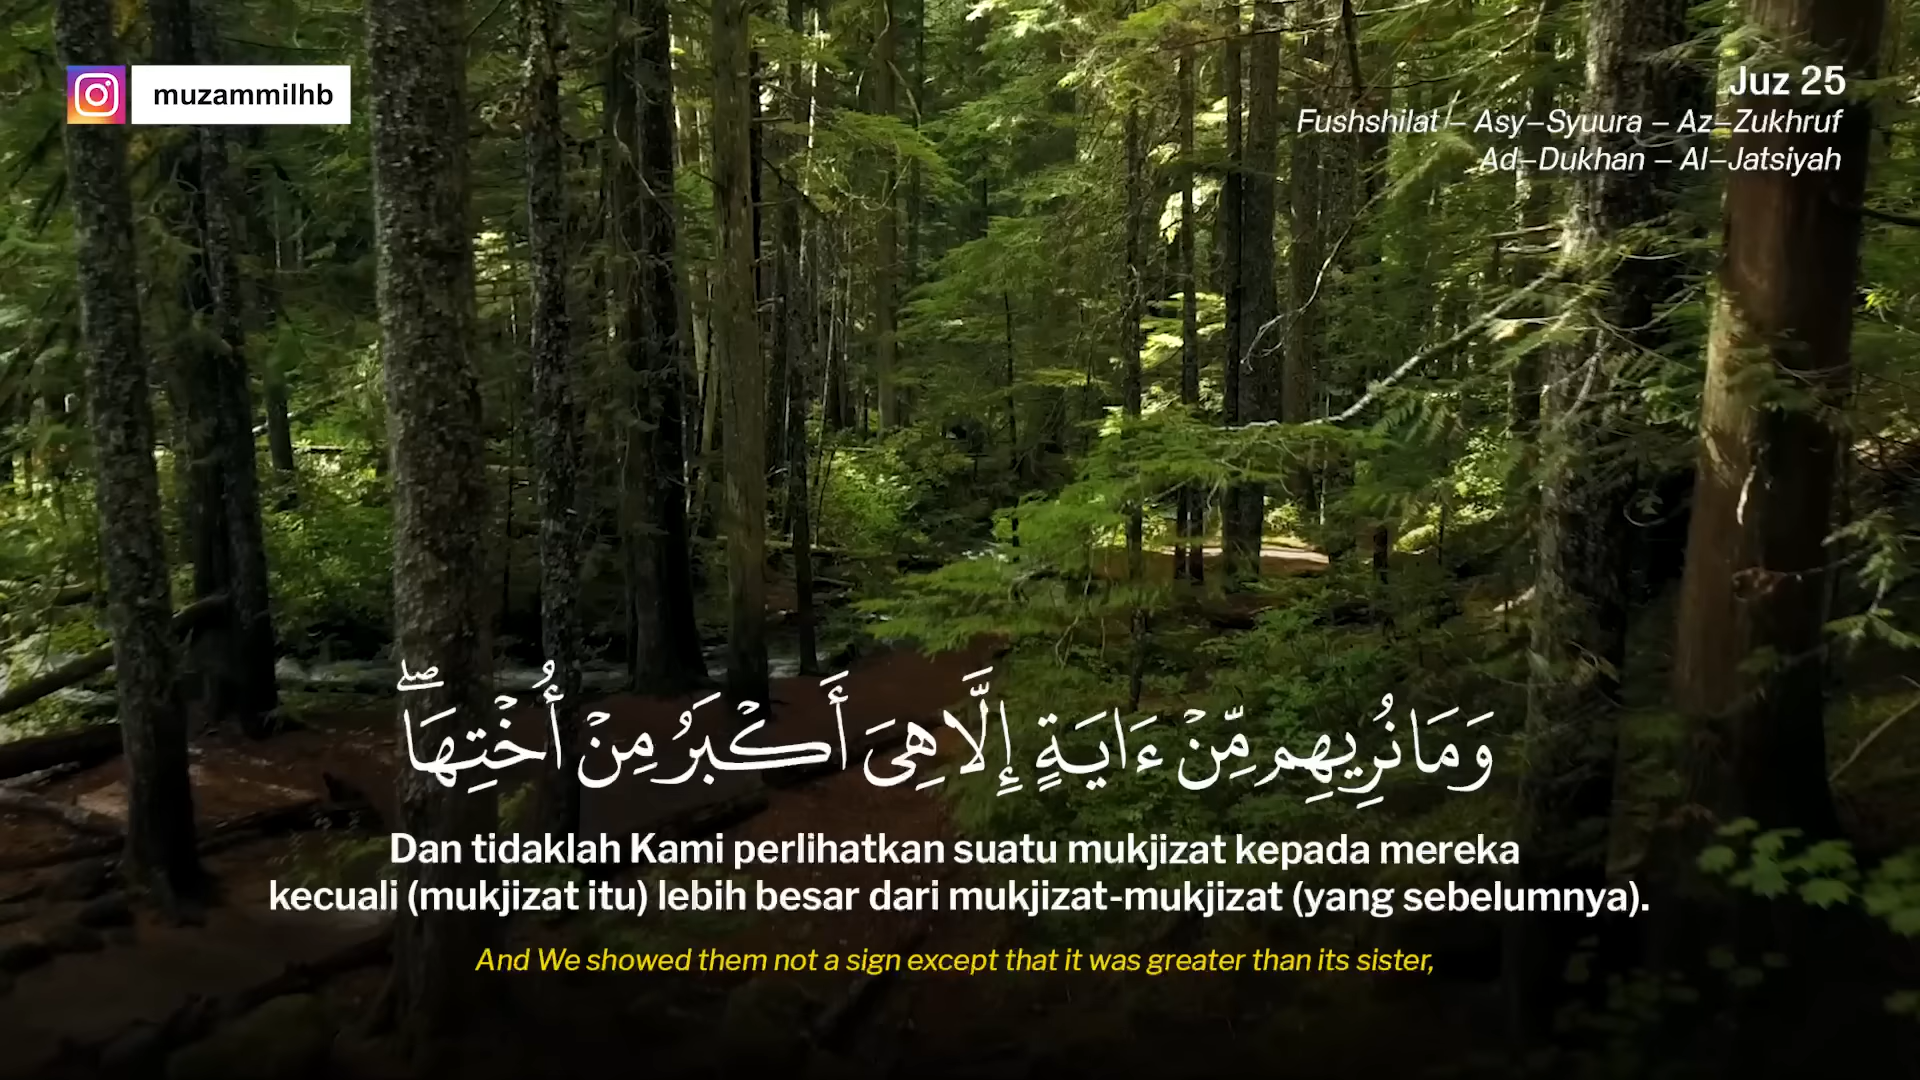 muzammilhb
Juz 25
Fushshilat – Asy–Syuura – Az–Zukhruf
Ad–Dukhan – Al–Jatsiyah
وَمَا نُرِيهِم مِّنْ ءَايَةٍ إِلَّا هِىَ أَكْبَرُ مِنْ أُخْتِهَا ۖ
Dan tidaklah Kami perlihatkan suatu mukjizat kepada mereka
kecuali (mukjizat itu) lebih besar dari mukjizat-mukjizat (yang sebelumnya).
And We showed them not a sign except that it was greater than its sister,